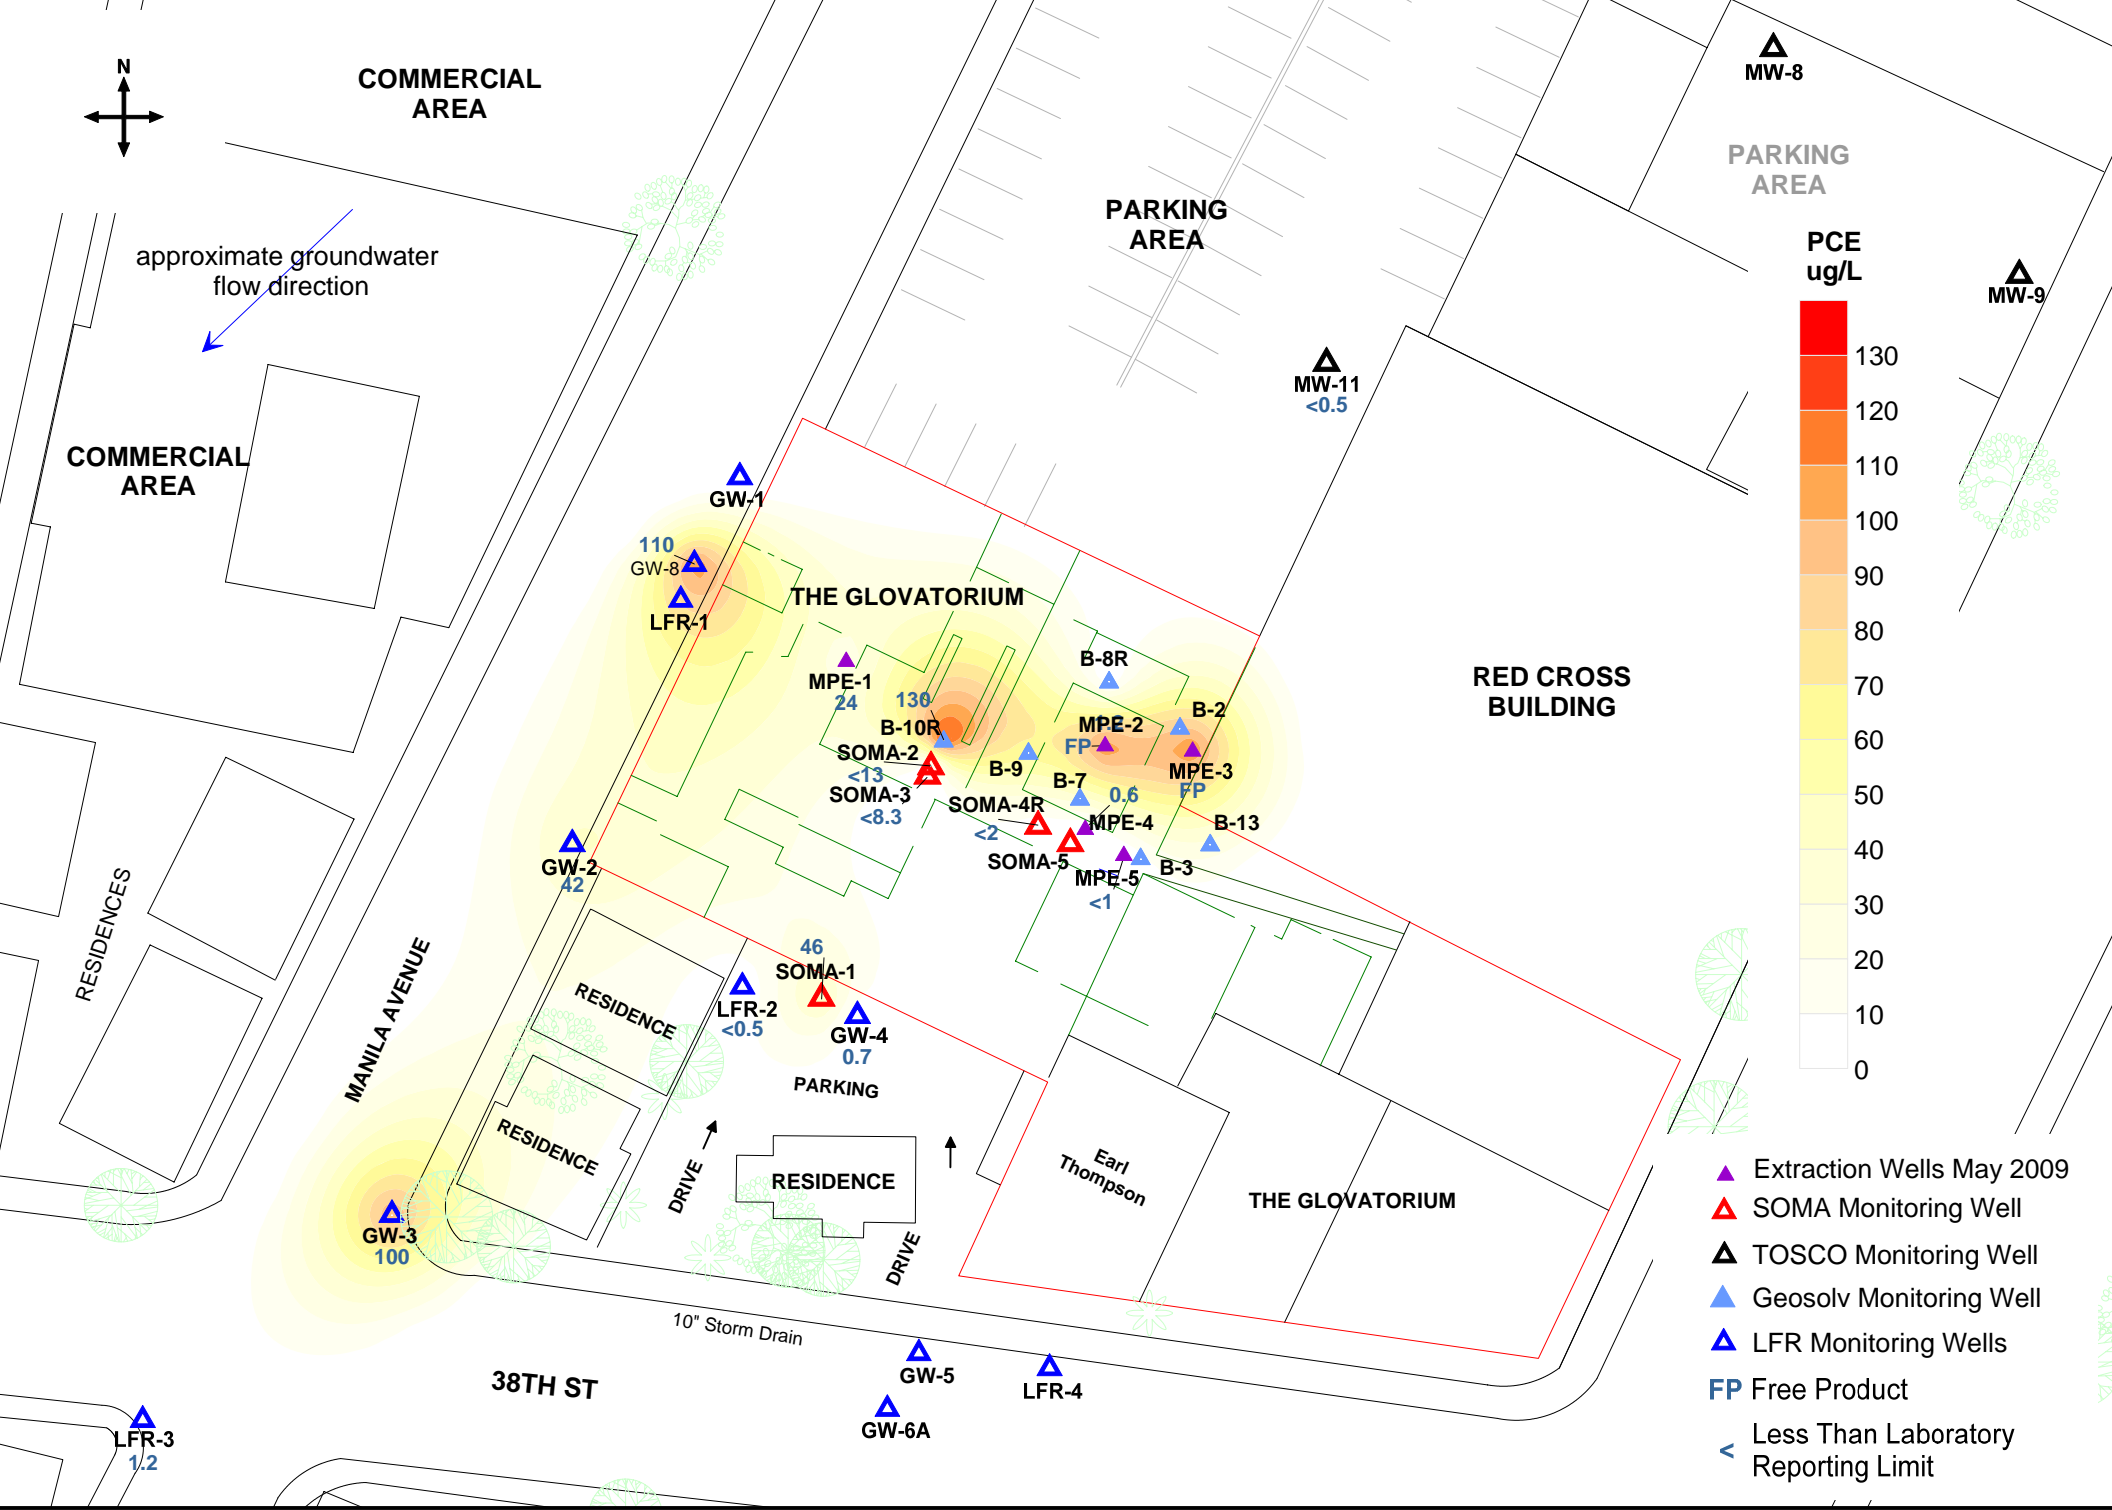 N
COMMERCIAL
AREA
MW-8
PARKING
AREA
PARKING
AREA
PCE
ug/L
approximate groundwater
flow direction
MW-9
130
120
110
100
90
80
70
60
50
40
30
20
10
0
MW-11
<0.5
COMMERCIAL
AREA
GW-1
110
GW-8
LFR-1
THE GLOVATORIUM
MPE-1
24
130
B-10R
B-8R
B-2
MPE-2
FP
MPE-3
FP
RED CROSS
BUILDING
SOMA-2
<13
SOMA-3
<8.3
B-9
B-7
0.6
SOMA-4R
<2
MPE-4
B-13
SOMA-5
MPE-5
<1
B-3
GW-2
42
RESIDENCES
MANILA AVENUE
46
SOMA-1
LFR-2
<0.5
GW-4
0.7
RESIDENCE
PARKING
RESIDENCE
DRIVE
RESIDENCE
DRIVE
Earl
Thompson
THE GLOVATORIUM
GW-3
100
10" Storm Drain
38TH ST
GW-5
LFR-4
GW-6A
LFR-3
1.2
Extraction Wells May 2009
SOMA Monitoring Well
TOSCO Monitoring Well
Geosolv Monitoring Well
LFR Monitoring Wells
FP Free Product
< Less Than Laboratory
Reporting Limit